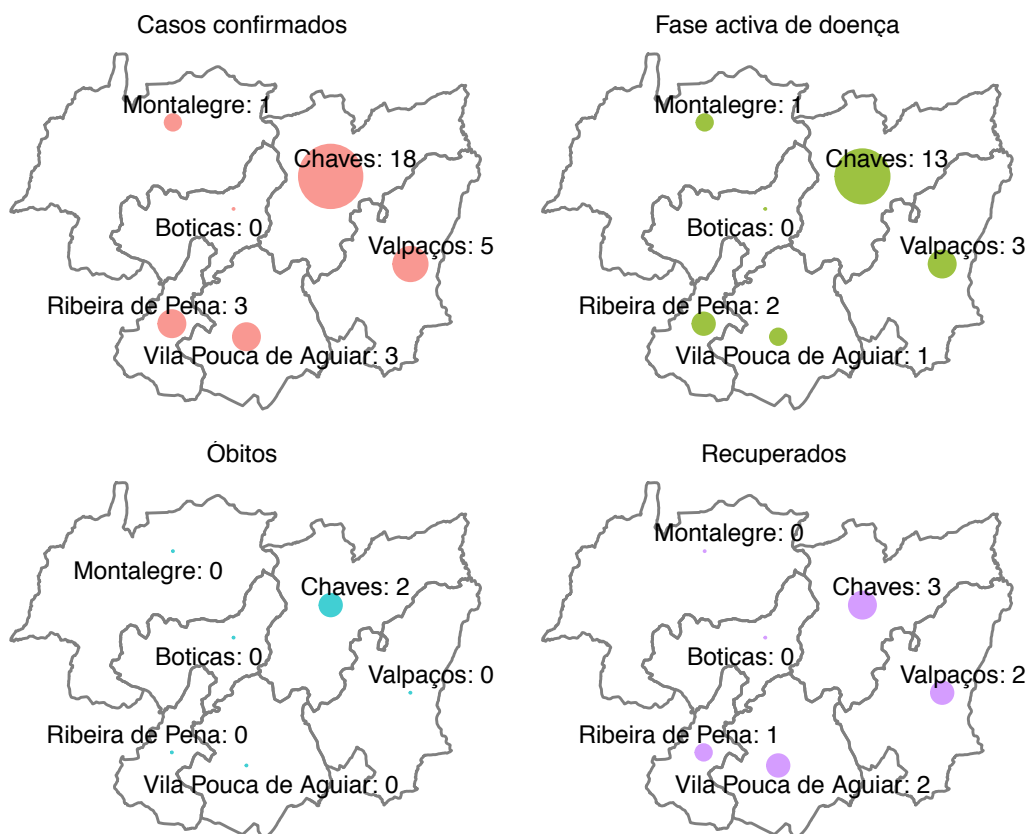 Casos confirmados
Montalegre: 1
Chaves: 18
Boticas: 0
Valpaços: 5
Ribeira de Pena: 3
Vila Pouca de Aguiar: 3
Fase activa de doença
Montalegre: 1
Chaves: 13
Boticas: 0
Valpaços: 3
Ribeira de Pena: 2
Vila Pouca de Aguiar: 1
Óbitos
Montalegre: 0
Chaves: 2
Boticas: 0
Valpaços: 0
Ribeira de Pena: 0
Vila Pouca de Aguiar: 0
Recuperados
Montalegre: 0
Chaves: 3
Boticas: 0
Valpaços: 2
Ribeira de Pena: 1
Vila Pouca de Aguiar: 2